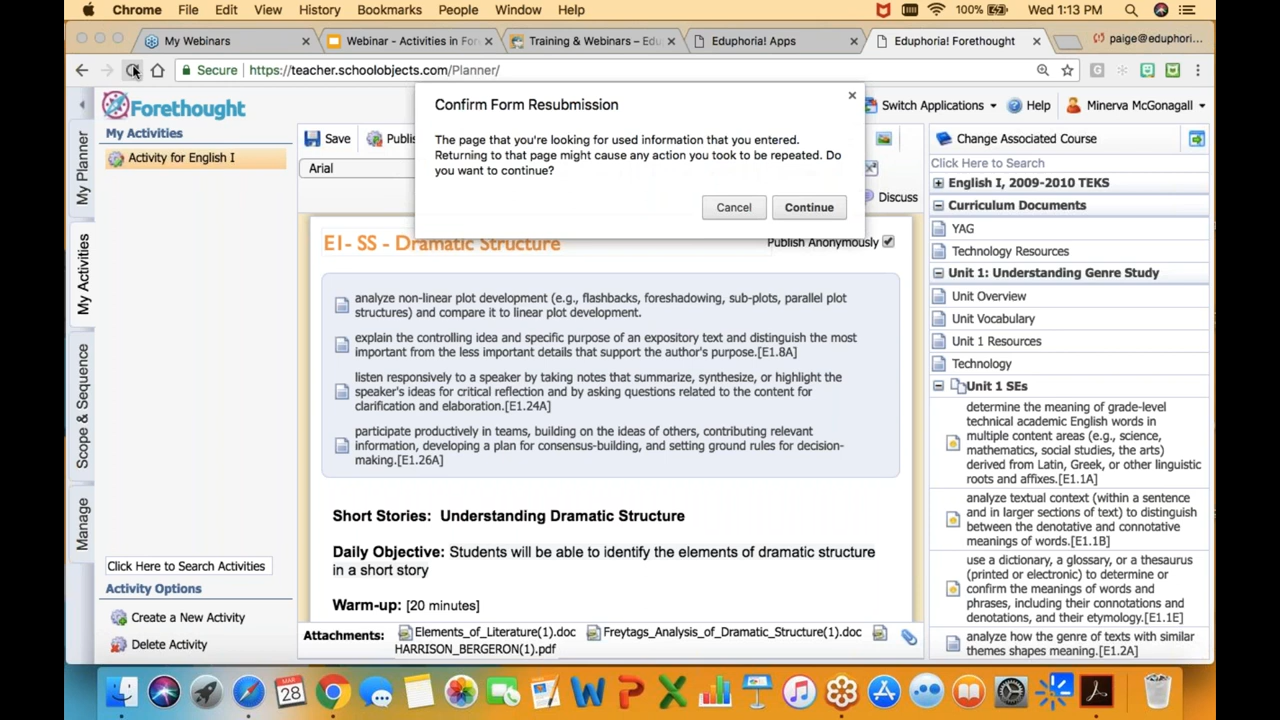 Chrome File Edit View History Bookmarks People Window Help 100% Wed 1:13 PM
My Webinars Webinar - Activities in For Training & Webinars – Edu Eduphoria! Apps Eduphoria! Forethought paige@eduphori...
Secure https://teacher.schoolobjects.com/Planner/
Forethought
Switch Applications Help Minerva McGonagall
My Planner
My Activities
Scope & Sequence
Manage
My Activities
Activity for English I
Click Here to Search Activities
Activity Options
Create a New Activity
Delete Activity
Save Publis
Arial
Discuss
Confirm Form Resubmission
The page that you're looking for used information that you entered.
Returning to that page might cause any action you took to be repeated. Do
you want to continue?
Cancel Continue
EI- SS - Dramatic Structure
Publish Anonymously
analyze non-linear plot development (e.g., flashbacks, foreshadowing, sub-plots, parallel plot
structures) and compare it to linear plot development.
explain the controlling idea and specific purpose of an expository text and distinguish the most
important from the less important details that support the author's purpose.[E1.8A]
listen responsively to a speaker by taking notes that summarize, synthesize, or highlight the
speaker's ideas for critical reflection and by asking questions related to the content for
clarification and elaboration.[E1.24A]
participate productively in teams, building on the ideas of others, contributing relevant
information, developing a plan for consensus-building, and setting ground rules for decision-
making.[E1.26A]
Short Stories: Understanding Dramatic Structure
Daily Objective: Students will be able to identify the elements of dramatic structure
in a short story
Warm-up: [20 minutes]
Attachments: Elements_of_Literature(1).doc Freytags_Analysis_of_Dramatic_Structure(1).doc
HARRISON_BERGERON(1).pdf
Change Associated Course
Click Here to Search
English I, 2009-2010 TEKS
Curriculum Documents
YAG
Technology Resources
Unit 1: Understanding Genre Study
Unit Overview
Unit Vocabulary
Unit 1 Resources
Technology
Unit 1 SEs
determine the meaning of grade-level
technical academic English words in
multiple content areas (e.g., science,
mathematics, social studies, the arts)
derived from Latin, Greek, or other linguistic
roots and affixes.[E1.1A]
analyze textual context (within a sentence
and in larger sections of text) to distinguish
between the denotative and connotative
meanings of words.[E1.1B]
use a dictionary, a glossary, or a thesaurus
(printed or electronic) to determine or
confirm the meanings of words and
phrases, including their connotations and
denotations, and their etymology.[E1.1E]
analyze how the genre of texts with similar
themes shapes meaning.[E1.2A]
MAR
28